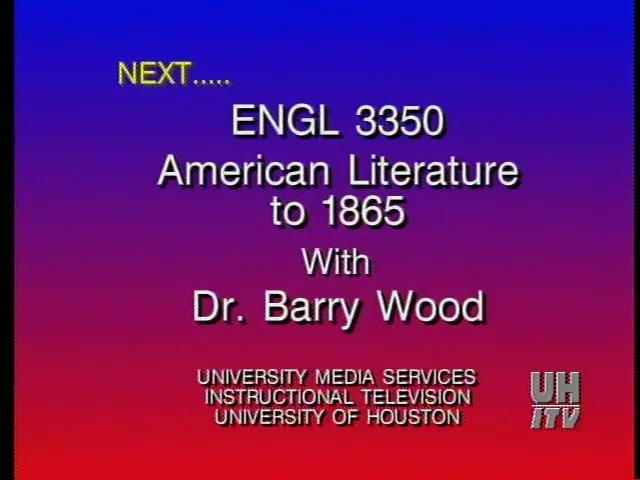 NEXT.....
ENGL 3350
American Literature
to 1865
With
Dr. Barry Wood
UNIVERSITY MEDIA SERVICES
INSTRUCTIONAL TELEVISION
UNIVERSITY OF HOUSTON
UH
ITV